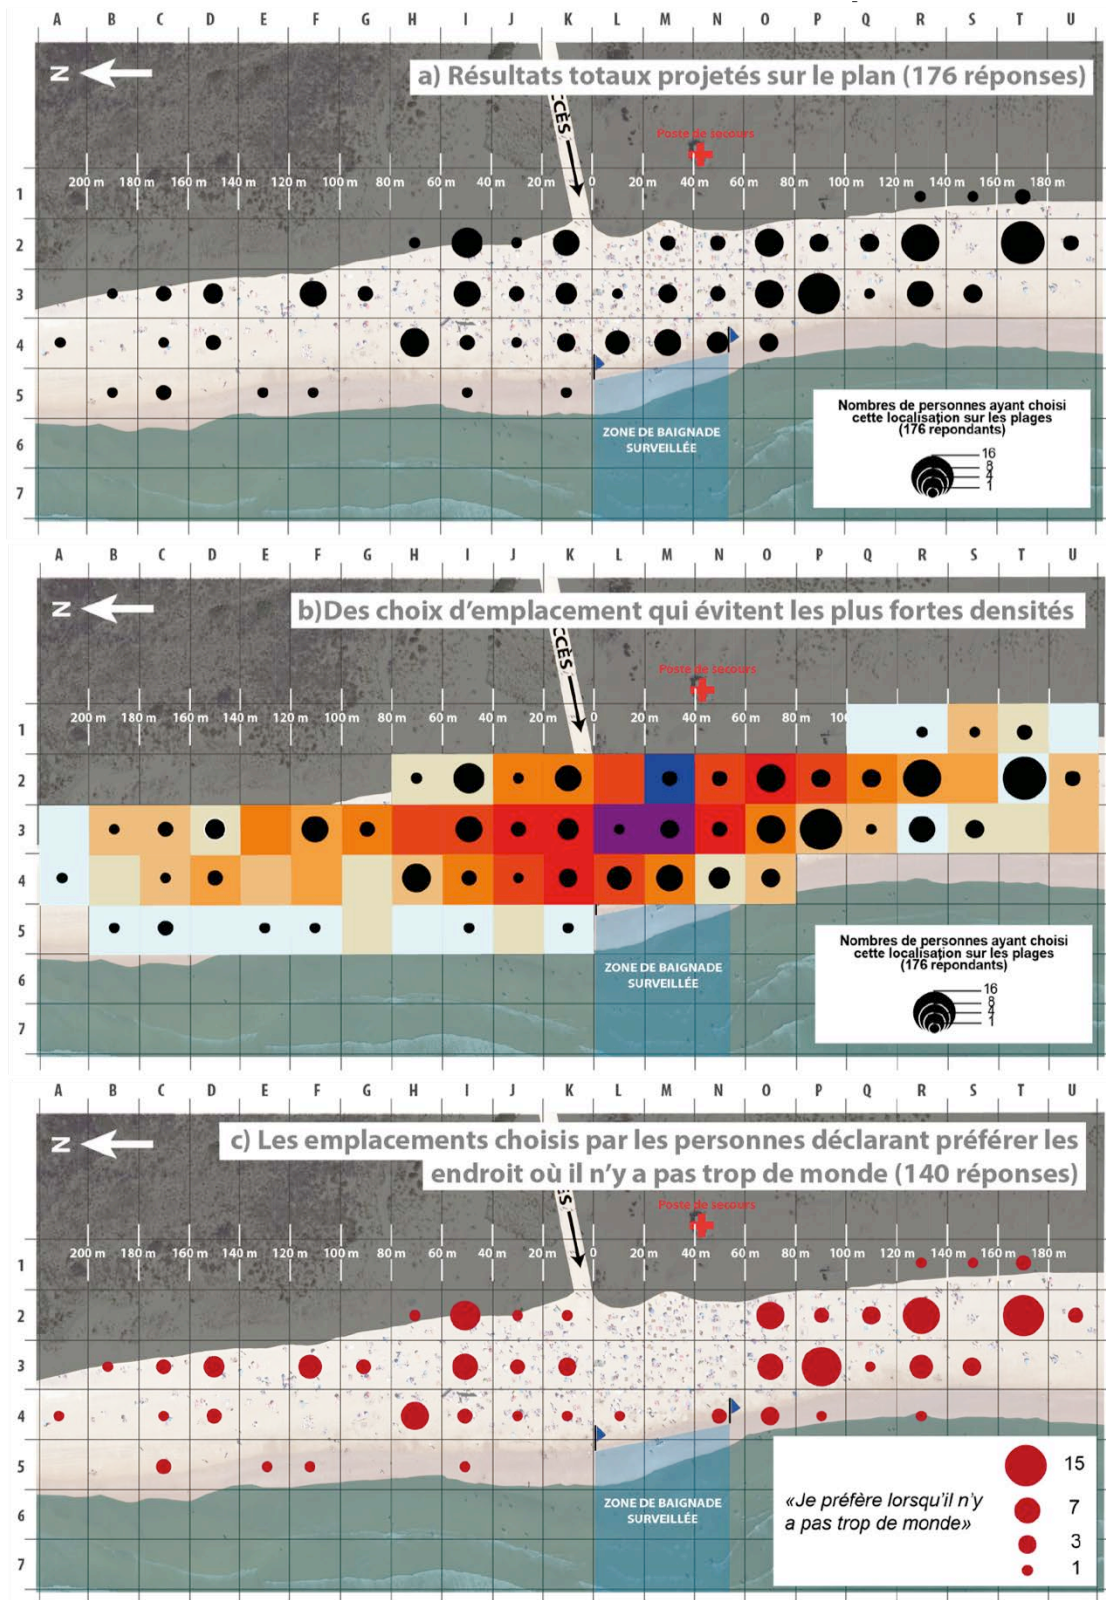 A B C D E F G H I J K L M N O P Q R S T U
N
a) Résultats totaux projetés sur le plan (176 réponses)
CCÈS
Poste de secours
200 m 180 m 160 m 140 m 120 m 100 m 80 m 60 m 40 m 20 m 0 20 m 40 m 60 m 80 m 100 m 120 m 140 m 160 m 180 m
1
2
3
4
5
6
7
ZONE DE BAIGNADE
SURVEILLÉE
Nombres de personnes ayant choisi
cette localisation sur les plages
(176 repondants)
16
8
4
1
A B C D E F G H I J K L M N O P Q R S T U
N
b)Des choix d'emplacement qui évitent les plus fortes densités
CCÈS
Poste de secours
200 m 180 m 160 m 140 m 120 m 100 m 80 m 60 m 40 m 20 m 0 20 m 40 m 60 m 80 m 10
1
2
3
4
5
6
7
ZONE DE BAIGNADE
SURVEILLÉE
Nombres de personnes ayant choisi
cette localisation sur les plages
(176 repondants)
16
8
4
1
A B C D E F G H I J K L M N O P Q R S T U
N
c) Les emplacements choisis par les personnes déclarant préférer les
endroit où il n'y a pas trop de monde (140 réponses)
ÈS
Poste de secours
200 m 180 m 160 m 140 m 120 m 100 m 80 m 60 m 40 m 20 m 0 20 m 40 m 60 m 80 m 100 m 120 m 140 m 160 m 180 m
1
2
3
4
5
6
7
ZONE DE BAIGNADE
SURVEILLÉE
«Je préfère lorsqu'il n'y
a pas trop de monde»
15
7
3
1